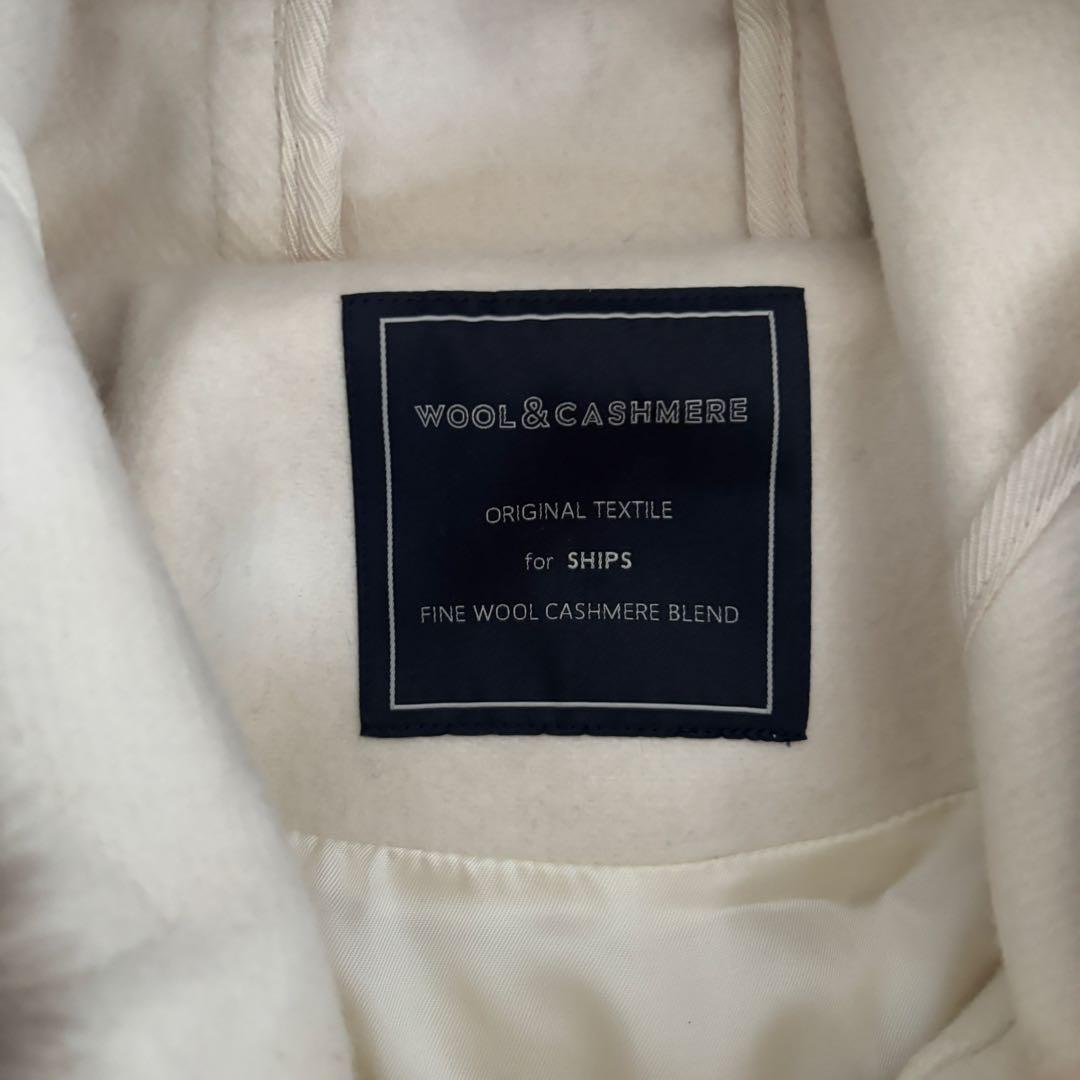 WOOL&CASHMERE
ORIGINAL TEXTILE
for SHIPS
FINE WOOL CASHMERE BLEND